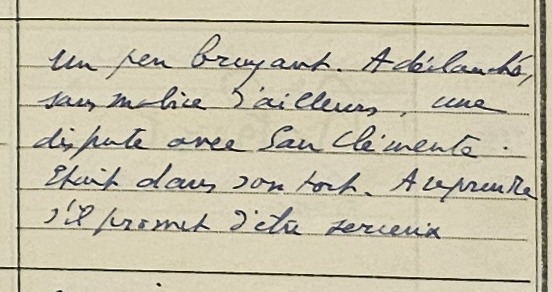 Un peu bruyant. A déclanché,
sans malice d'ailleurs, une
dispute avec San Clémente.
Etait dans son tort. A reprendre
s'il promet d'être serieux